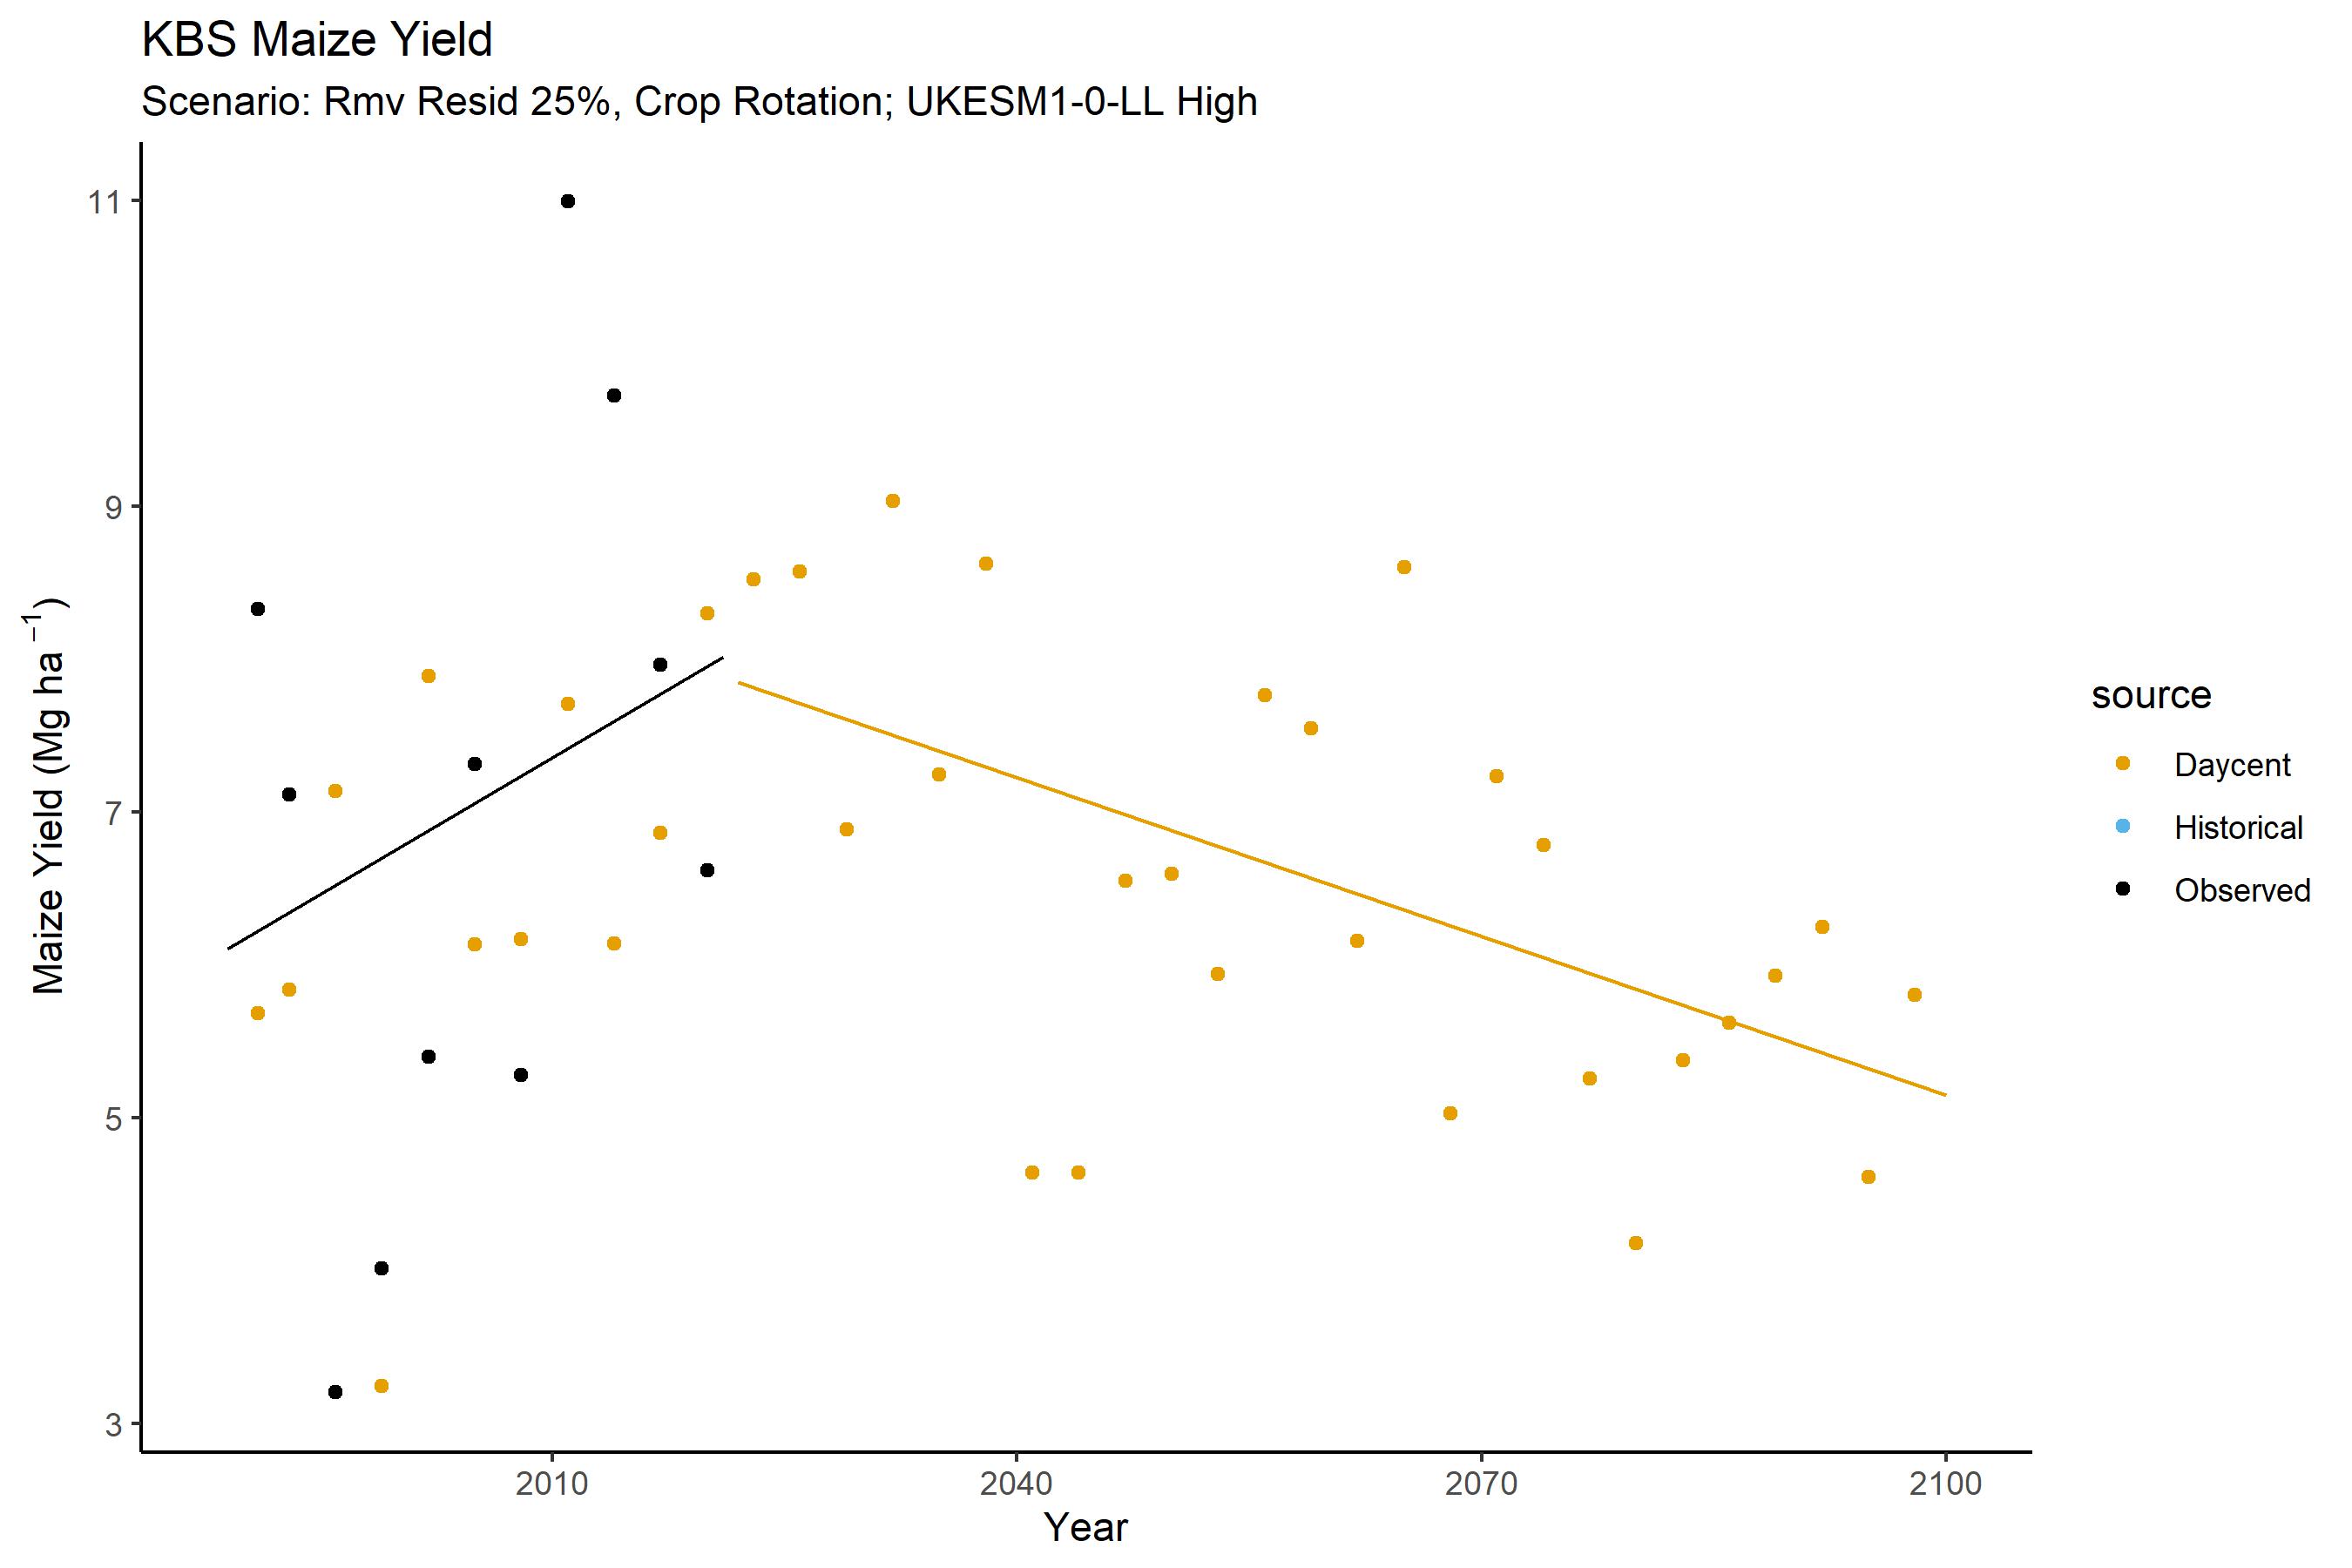 KBS Maize Yield
Scenario: Rmv Resid 25%, Crop Rotation; UKESM1-0-LL High
Maize Yield (Mg ha −1)
11
9
7
5
3
2010
2040
2070
2100
Year
source
Daycent
Historical
Observed